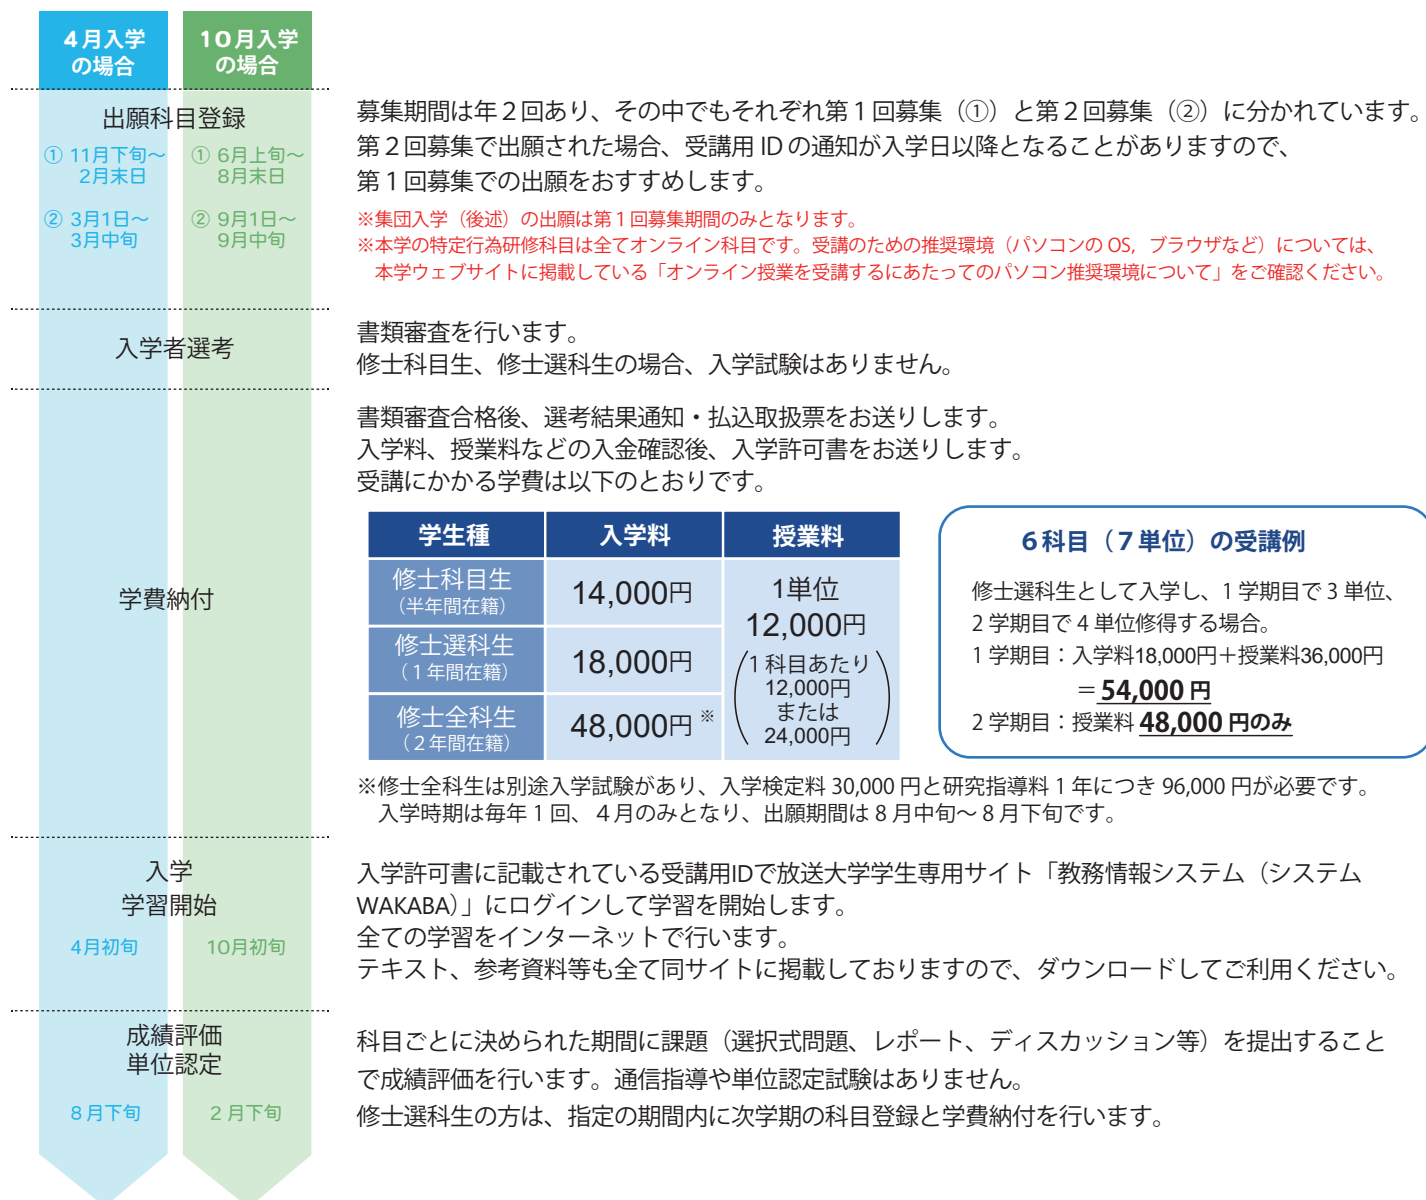 4月入学
の場合
10月入学
の場合
出願科目登録
① 11月下旬～
2月末日
② 3月1日～
3月中旬
① 6月上旬～
8月末日
② 9月1日～
9月中旬
募集期間は年２回あり、その中でもそれぞれ第１回募集（①）と第２回募集（②）に分かれています。
第２回募集で出願された場合、受講用 ID の通知が入学日以降となることがありますので、
第１回募集での出願をおすすめします。
※集団入学（後述）の出願は第１回募集期間のみとなります。
※本学の特定行為研修科目は全てオンライン科目です。受講のための推奨環境（パソコンの OS，ブラウザなど）については、
本学ウェブサイトに掲載している「オンライン授業を受講するにあたってのパソコン推奨環境について」をご確認ください。
入学者選考
書類審査を行います。
修士科目生、修士選科生の場合、入学試験はありません。
学費納付
書類審査合格後、選考結果通知・払込取扱票をお送りします。
入学料、授業料などの入金確認後、入学許可書をお送りします。
受講にかかる学費は以下のとおりです。
学生種 入学料 授業料
修士科目生
（半年間在籍）
14,000円
修士選科生
（１年間在籍）
18,000円
修士全科生
（２年間在籍）
48,000円 ※
1単位
12,000円
（１科目あたり
12,000円
または
24,000円）
６科目（７単位）の受講例
修士選科生として入学し、１学期目で３単位、
２学期目で４単位修得する場合。
１学期目：入学料18,000円＋授業料36,000円
＝54,000 円
２学期目：授業料 48,000 円のみ
※修士全科生は別途入学試験があり、入学検定料 30,000 円と研究指導料１年につき 96,000 円が必要です。
入学時期は毎年１回、４月のみとなり、出願期間は８月中旬～８月下旬です。
入学
学習開始
4月初旬
10月初旬
入学許可書に記載されている受講用IDで放送大学学生専用サイト「教務情報システム（システム
WAKABA）」にログインして学習を開始します。
全ての学習をインターネットで行います。
テキスト、参考資料等も全て同サイトに掲載しておりますので、ダウンロードしてご利用ください。
成績評価
単位認定
８月下旬
２月下旬
科目ごとに決められた期間に課題（選択式問題、レポート、ディスカッション等）を提出すること
で成績評価を行います。通信指導や単位認定試験はありません。
修士選科生の方は、指定の期間内に次学期の科目登録と学費納付を行います。